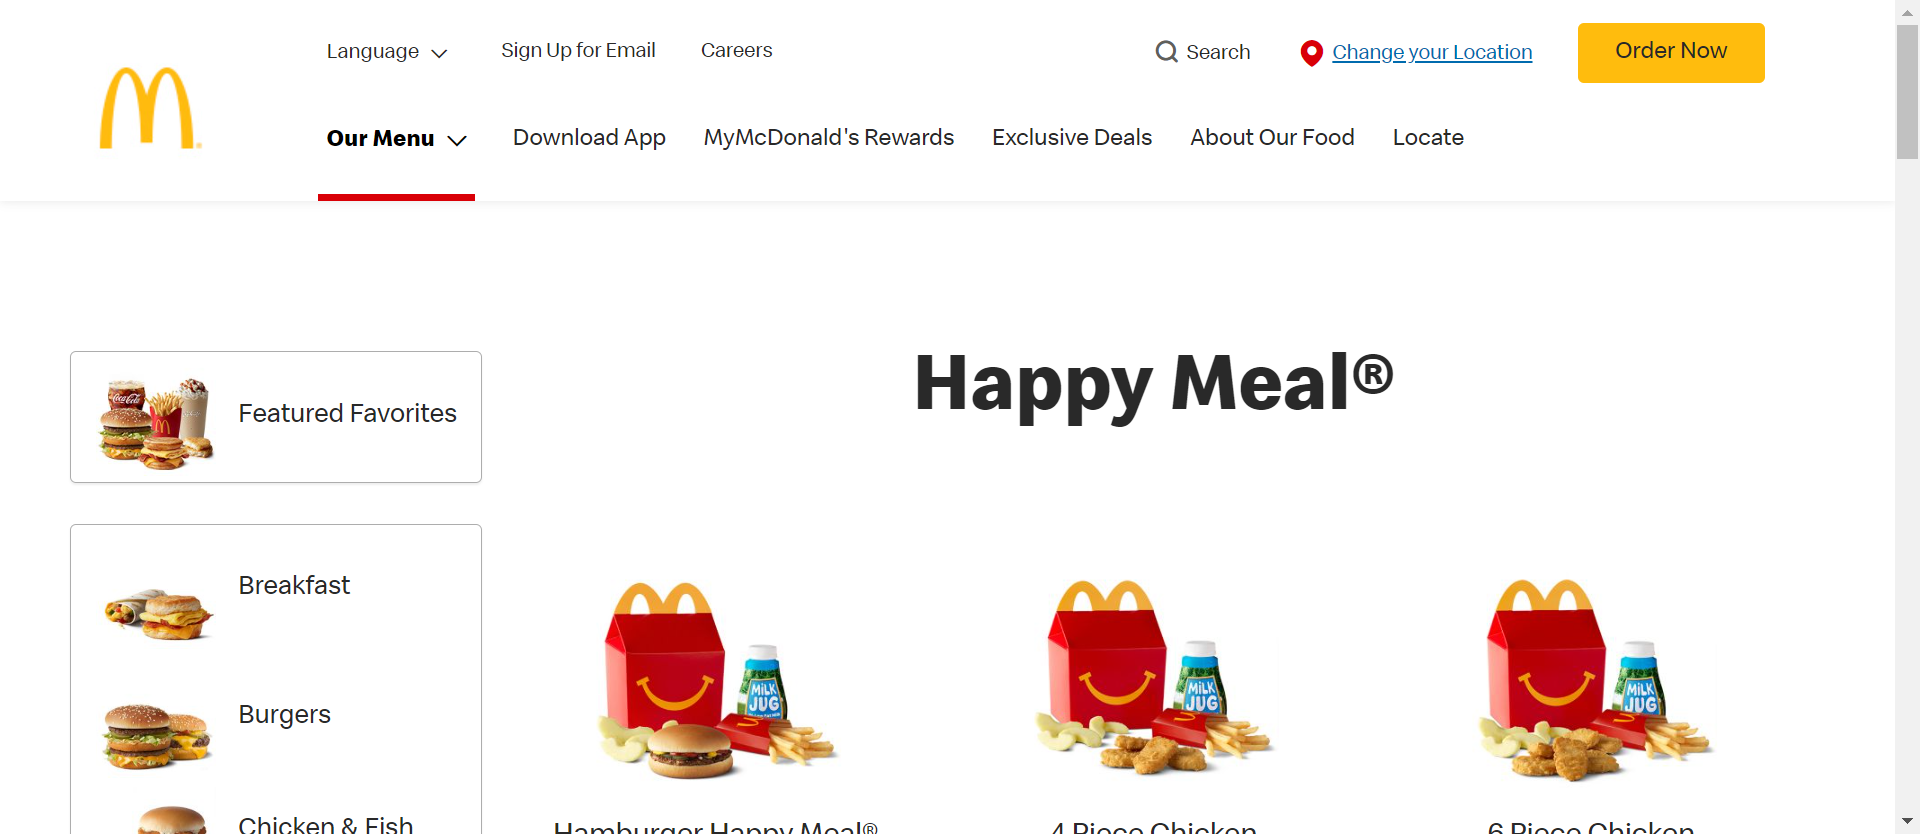 Language
Sign Up for Email
Careers
Search
Change your Location
Order Now
Our Menu
Download App
MyMcDonald's Rewards
Exclusive Deals
About Our Food
Locate
Happy Meal®
Featured Favorites
Coca-Cola
Breakfast
Burgers
Chicken & Fish
MILK
JUG
MILK
JUG
MILK
JUG
Hamburger Happy Meal®
4 Piece Chicken
6 Piece Chicken